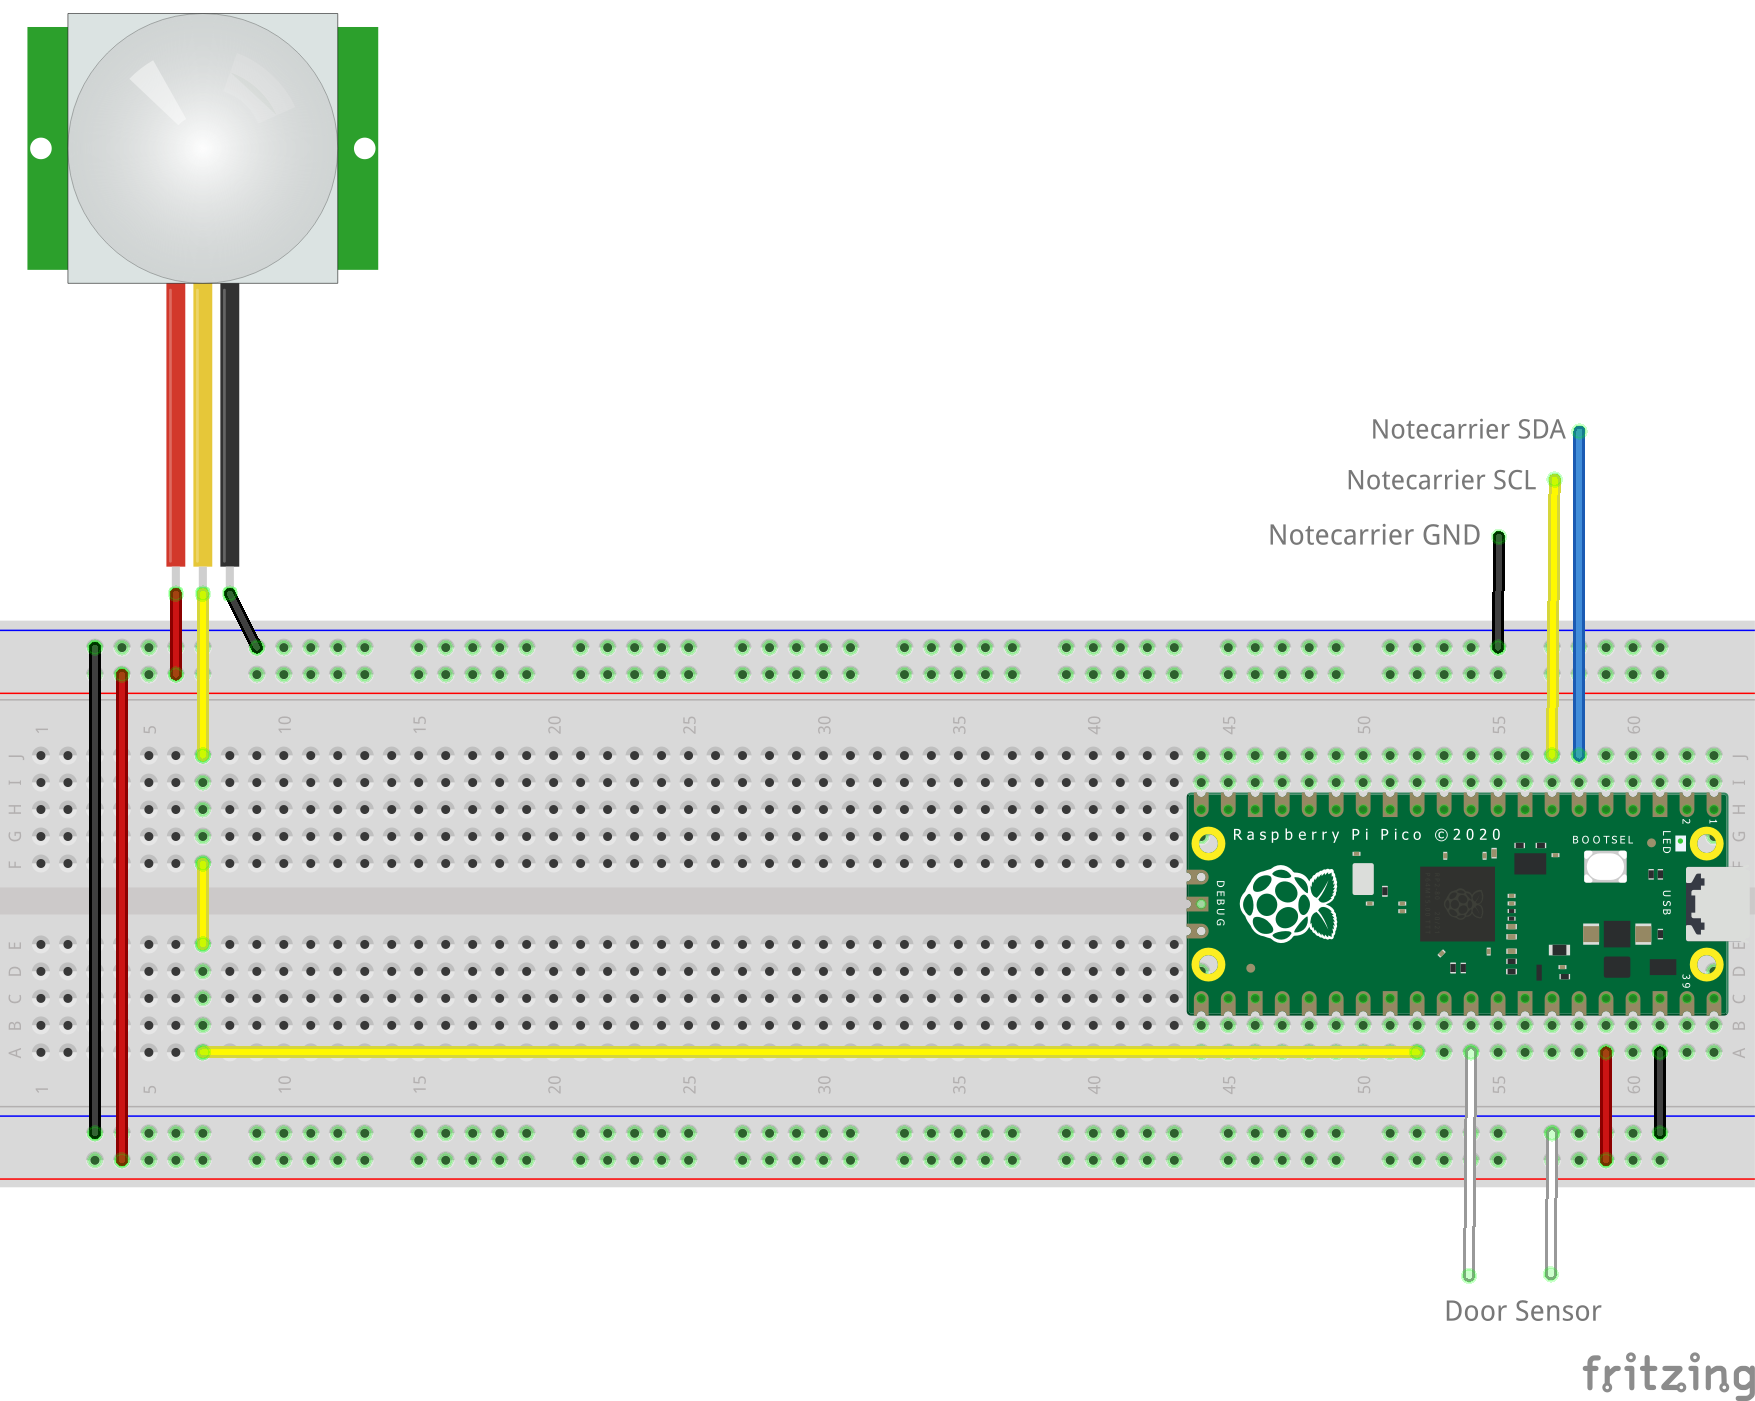 Notecarrier SDA
Notecarrier SCL
Notecarrier GND
1 5 10 15 20 25 30 35 40 45 50 55 60
J J
I I
H H
G G
F F
Raspberry Pi Pico ©2020
BOOTSEL
LED
2
1
DEBUG
USB
39
E E
D D
C C
B B
A A
1 5 10 15 20 25 30 35 40 45 50 55 60
Door Sensor
fritzing